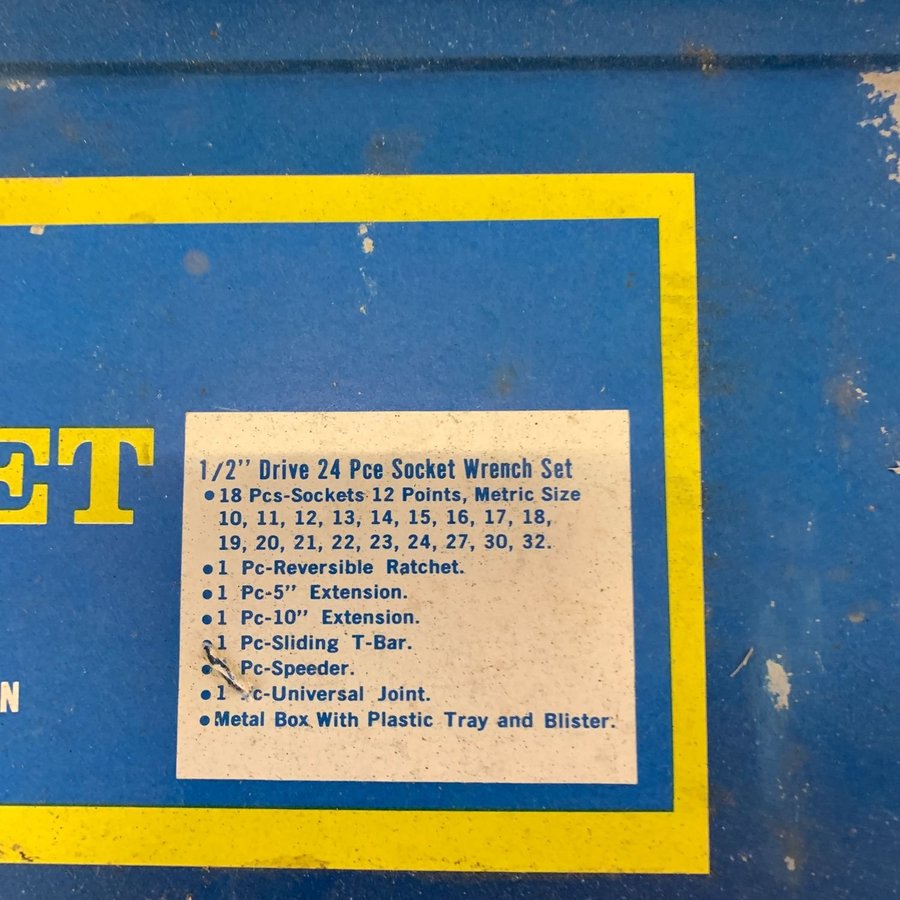 ET
N
1/2" Drive 24 Pce Socket Wrench Set
• 18 Pcs-Sockets 12 Points, Metric Size
10, 11, 12, 13, 14, 15, 16, 17, 18,
19, 20, 21, 22, 23, 24, 27, 30, 32.
• 1 Pc-Reversible Ratchet.
• 1 Pc-5" Extension.
• 1 Pc-10" Extension.
• 1 Pc-Sliding T-Bar.
• Pc-Speeder.
• 1 Pc-Universal Joint.
• Metal Box With Plastic Tray and Blister.